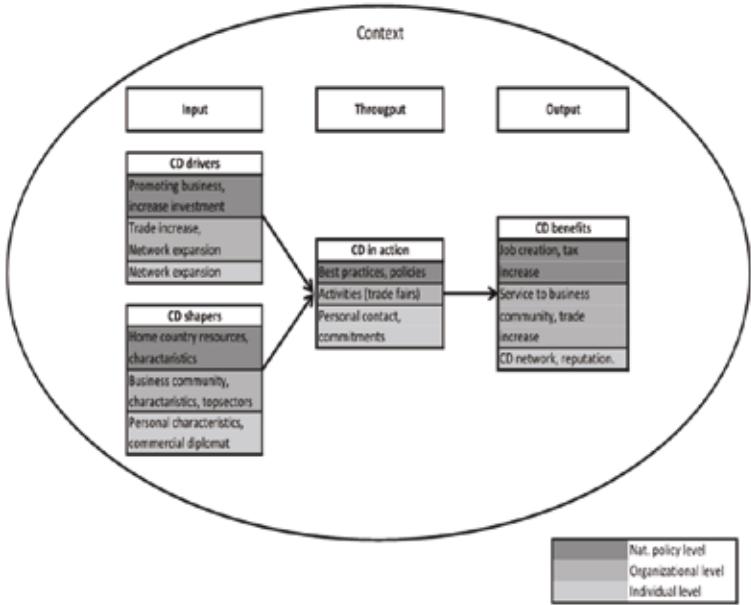 Context
Input
Througput
Output
CD drivers
Promoting business,
increase investment
Trade increase,
Network expansion
Network expansion
CD shapers
Home country resources,
characteristics
Business community,
charactaristics, topsectors
Personal characteristics,
commercial diplomat
CD in action
Best practices, policies
Activities (trade fairs)
Personal contact,
commitments
CD benefits
Job creation, tax
increase
Service to business
community, trade
increase
CD network, reputation.
Nat. policy level
Organizational level
Individual level